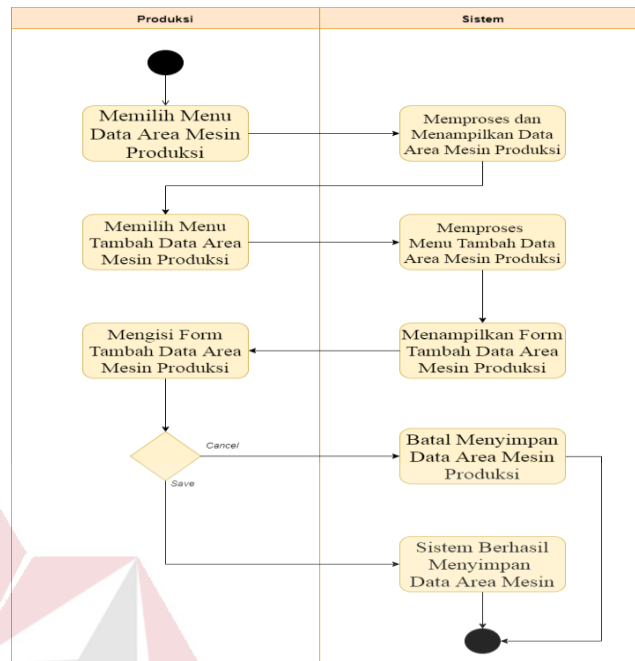 Produksi
Sistem
Memilih Menu
Data Area Mesin
Produksi
Memproses dan
Menampilkan Data
Area Mesin Produksi
Memilih Menu
Tambah Data Area
Mesin Produksi
Memproses
Menu Tambah Data
Area Mesin Produksi
Mengisi Form
Tambah Data Area
Mesin Produksi
Menampilkan Form
Tambah Data Area
Mesin Produksi
Cancel
Save
Batal Menyimpan
Data Area Mesin
Produksi
Sistem Berhasil
Menyimpan
Data Area Mesin